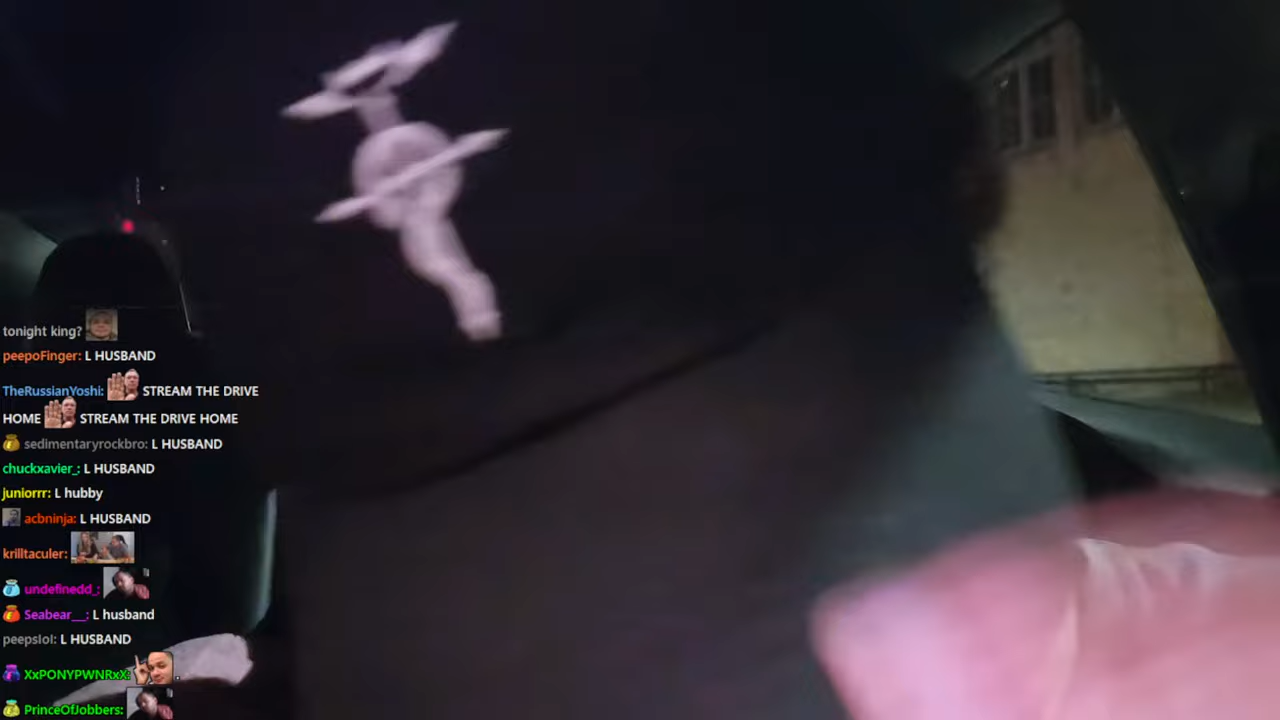 tonight king?
peepoFinger: L HUSBAND
TheRussianYoshi: STREAM THE DRIVE
HOME STREAM THE DRIVE HOME
sedimentaryrockbro: L HUSBAND
chuckxavier_: L HUSBAND
juniorrr: L hubby
acbninja: L HUSBAND
krilltaculer:
undefinedd_:
Seabear__: L husband
peepslol: L HUSBAND
XxPONYPWNRxX: .
PrinceOfJobbers: